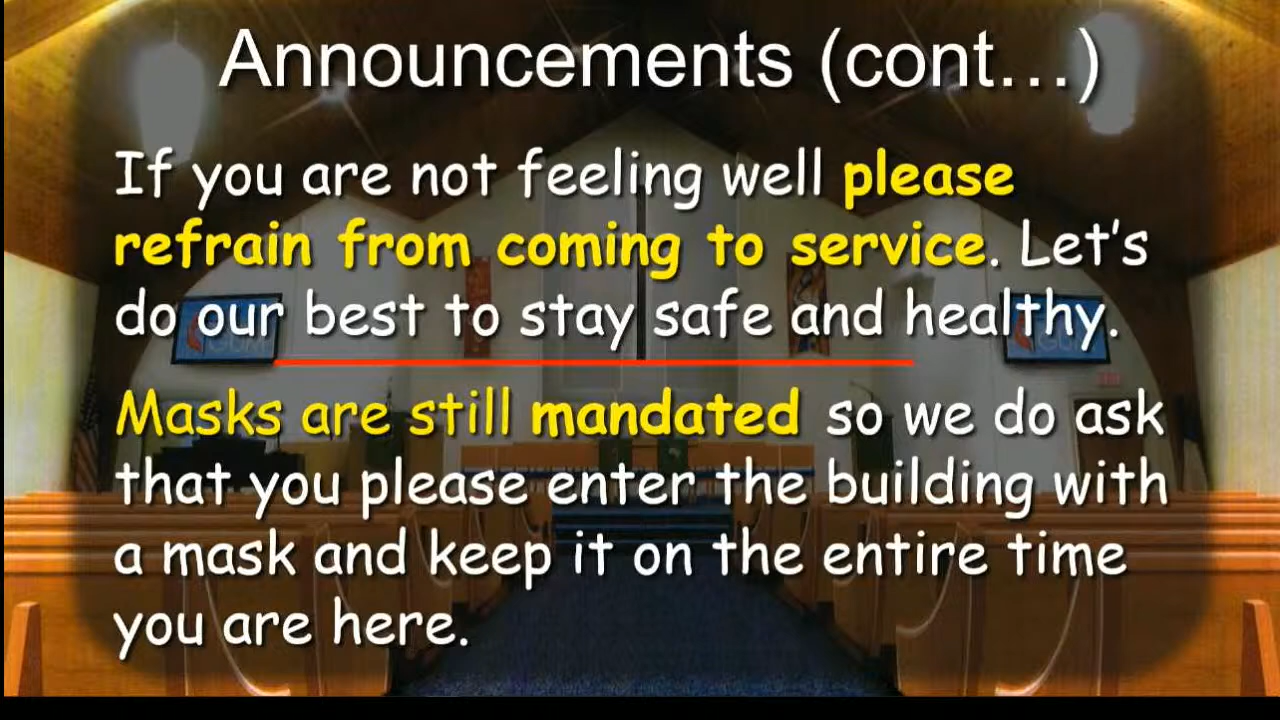 Announcements (cont…)
If you are not feeling well please
refrain from coming to service. Let's
do our best to stay safe and healthy.
Masks are still mandated so we do ask
that you please enter the building with
a mask and keep it on the entire time
you are here.